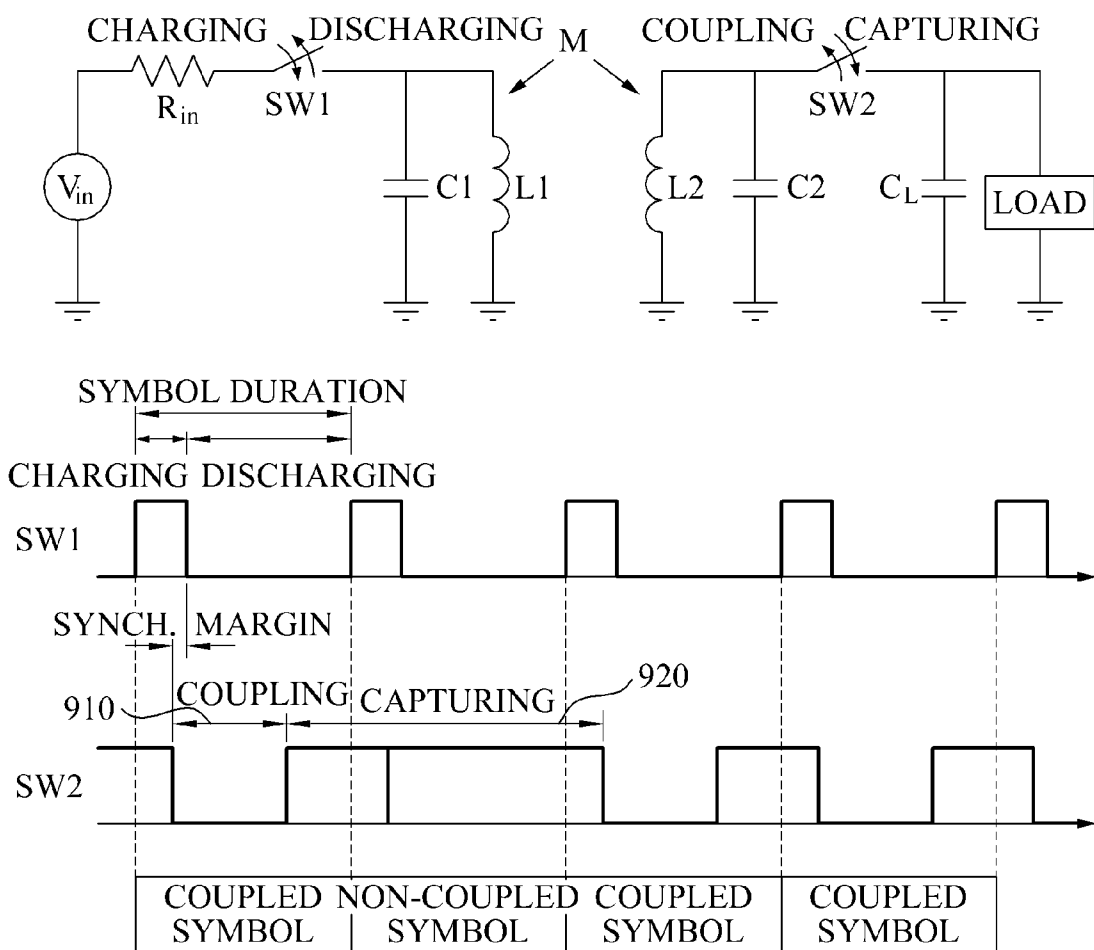 CHARGING DISCHARGING M COUPLING CAPTURING
R_in SW1 SW2
V_in C1 L1 L2 C2 C_L LOAD
SYMBOL DURATION
CHARGING DISCHARGING
SW1
SYNCH. MARGIN
910 COUPLING CAPTURING 920
SW2
COUPLED SYMBOL
NON-COUPLED SYMBOL
COUPLED SYMBOL
COUPLED SYMBOL